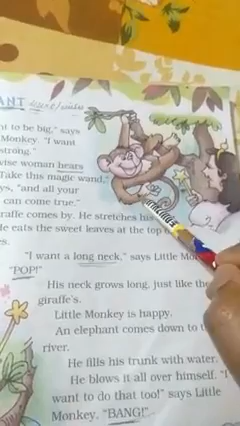 ANT
nt to be big," says
Monkey. "I want
strong."
wise woman hears
Take this magic wand,"
ys, "and all your
can come true."
raffe comes by. He stretches his
He eats the sweet leaves at the top
es.
"I want a long neck," says Little Mon
"POP!"
His neck grows long, just like the
giraffe's.
Little Monkey is happy.
An elephant comes down to t
river.
He fills his trunk with water.
He blows it all over himself. "I
want to do that too!" says Little
Monkey. "BANG!"